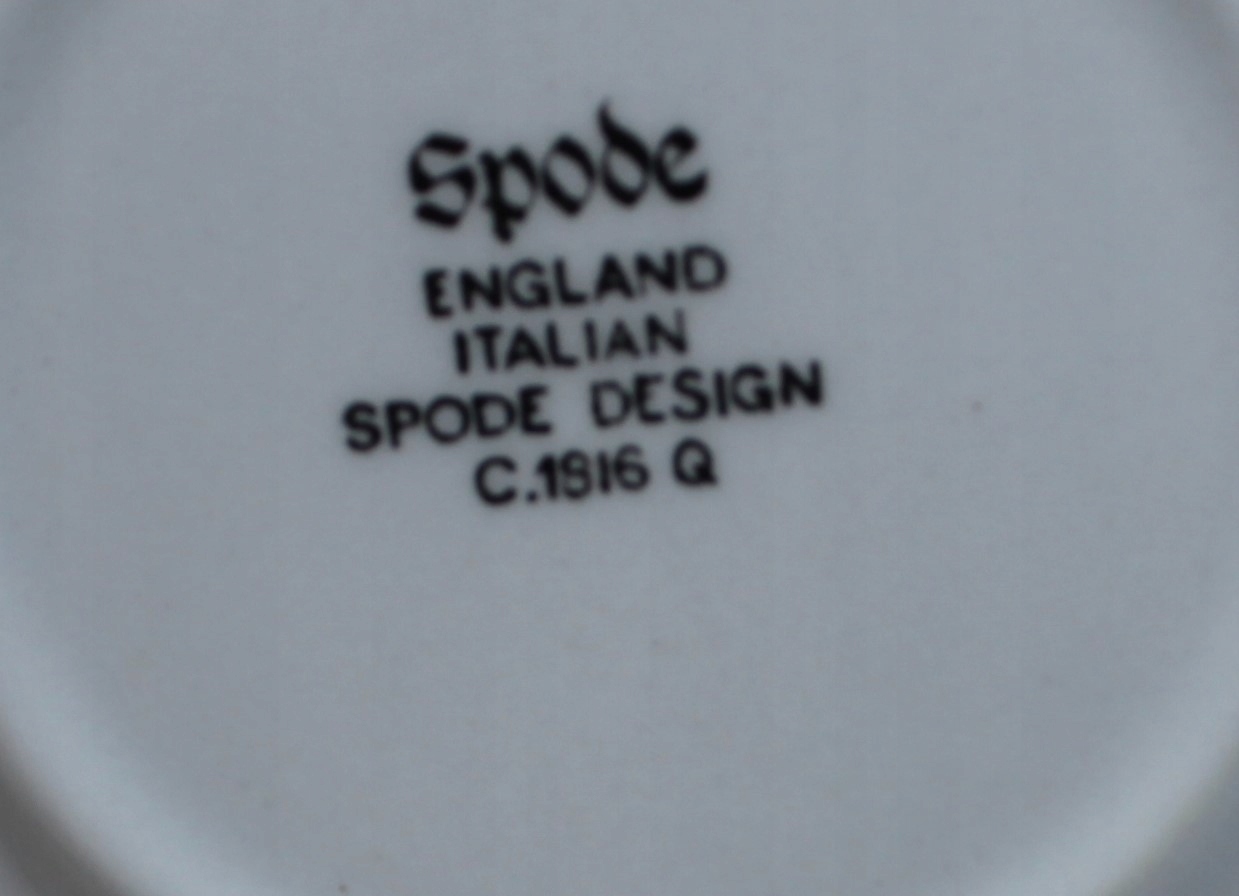 Spode
ENGLAND
ITALIAN
SPODE DESIGN
C.1816 Q